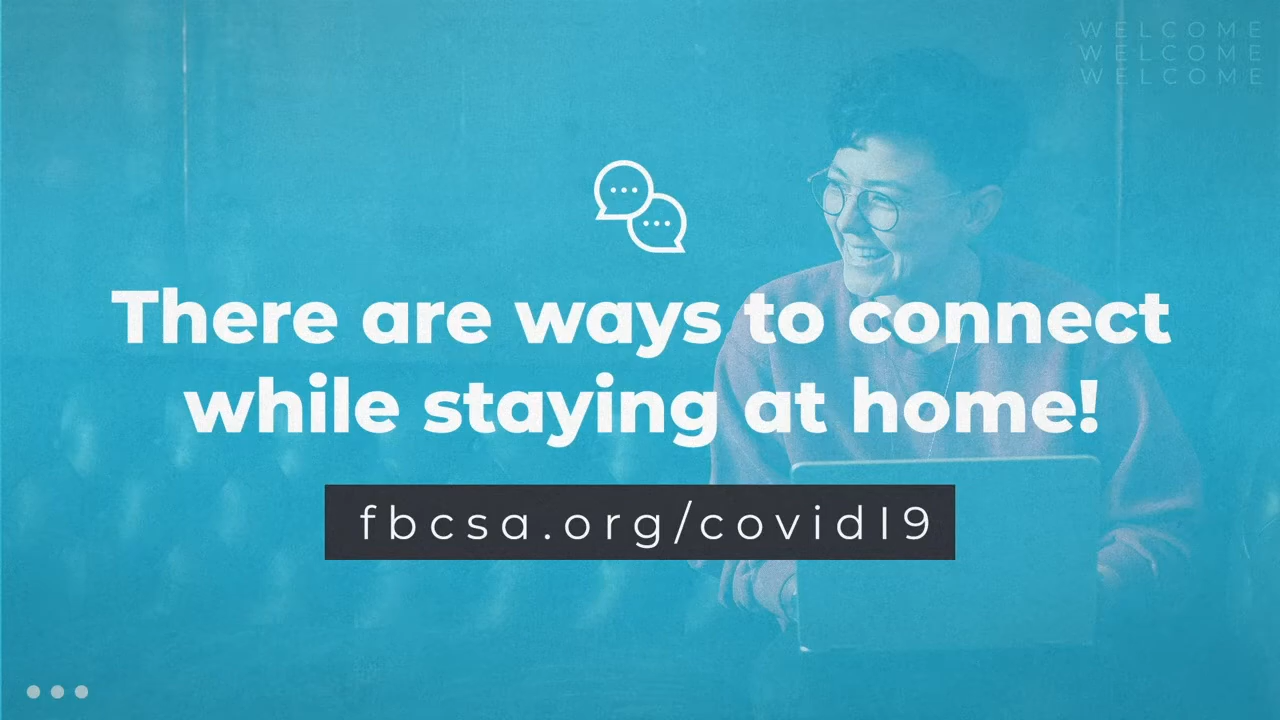 WELCOME
WELCOME
WELCOME
There are ways to connect
while staying at home!
fbcsa.org/covid19